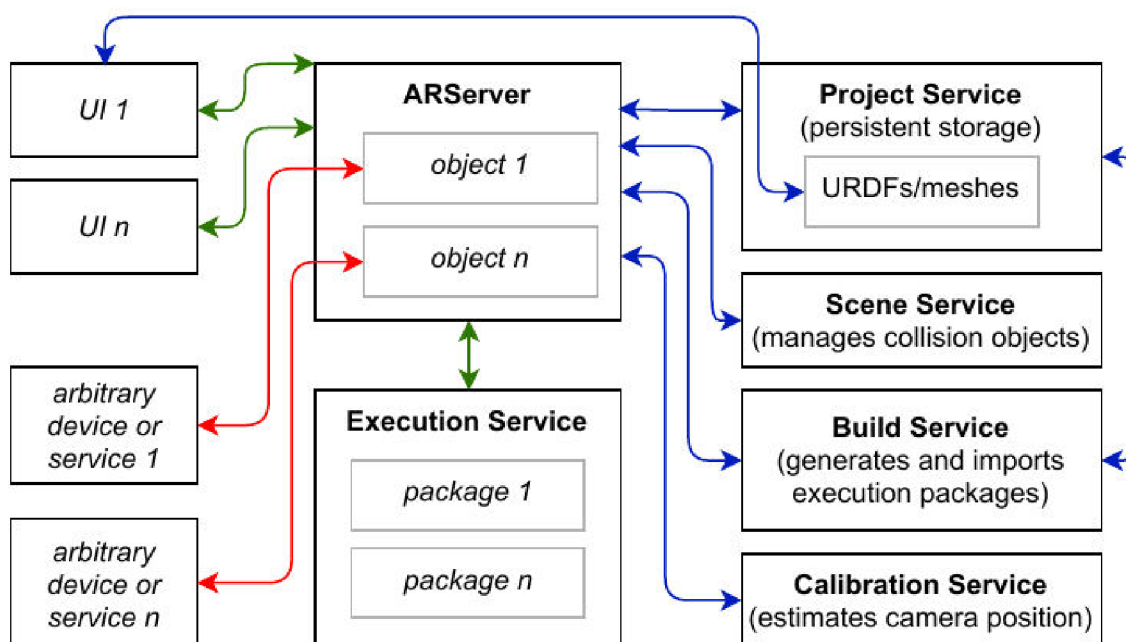 UI 1
UI n
arbitrary
device or
service 1
arbitrary
device or
service n
ARServer
object 1
object n
Execution Service
package 1
package n
Project Service
(persistent storage)
URDFs/meshes
Scene Service
(manages collision objects)
Build Service
(generates and imports
execution packages)
Calibration Service
(estimates camera position)